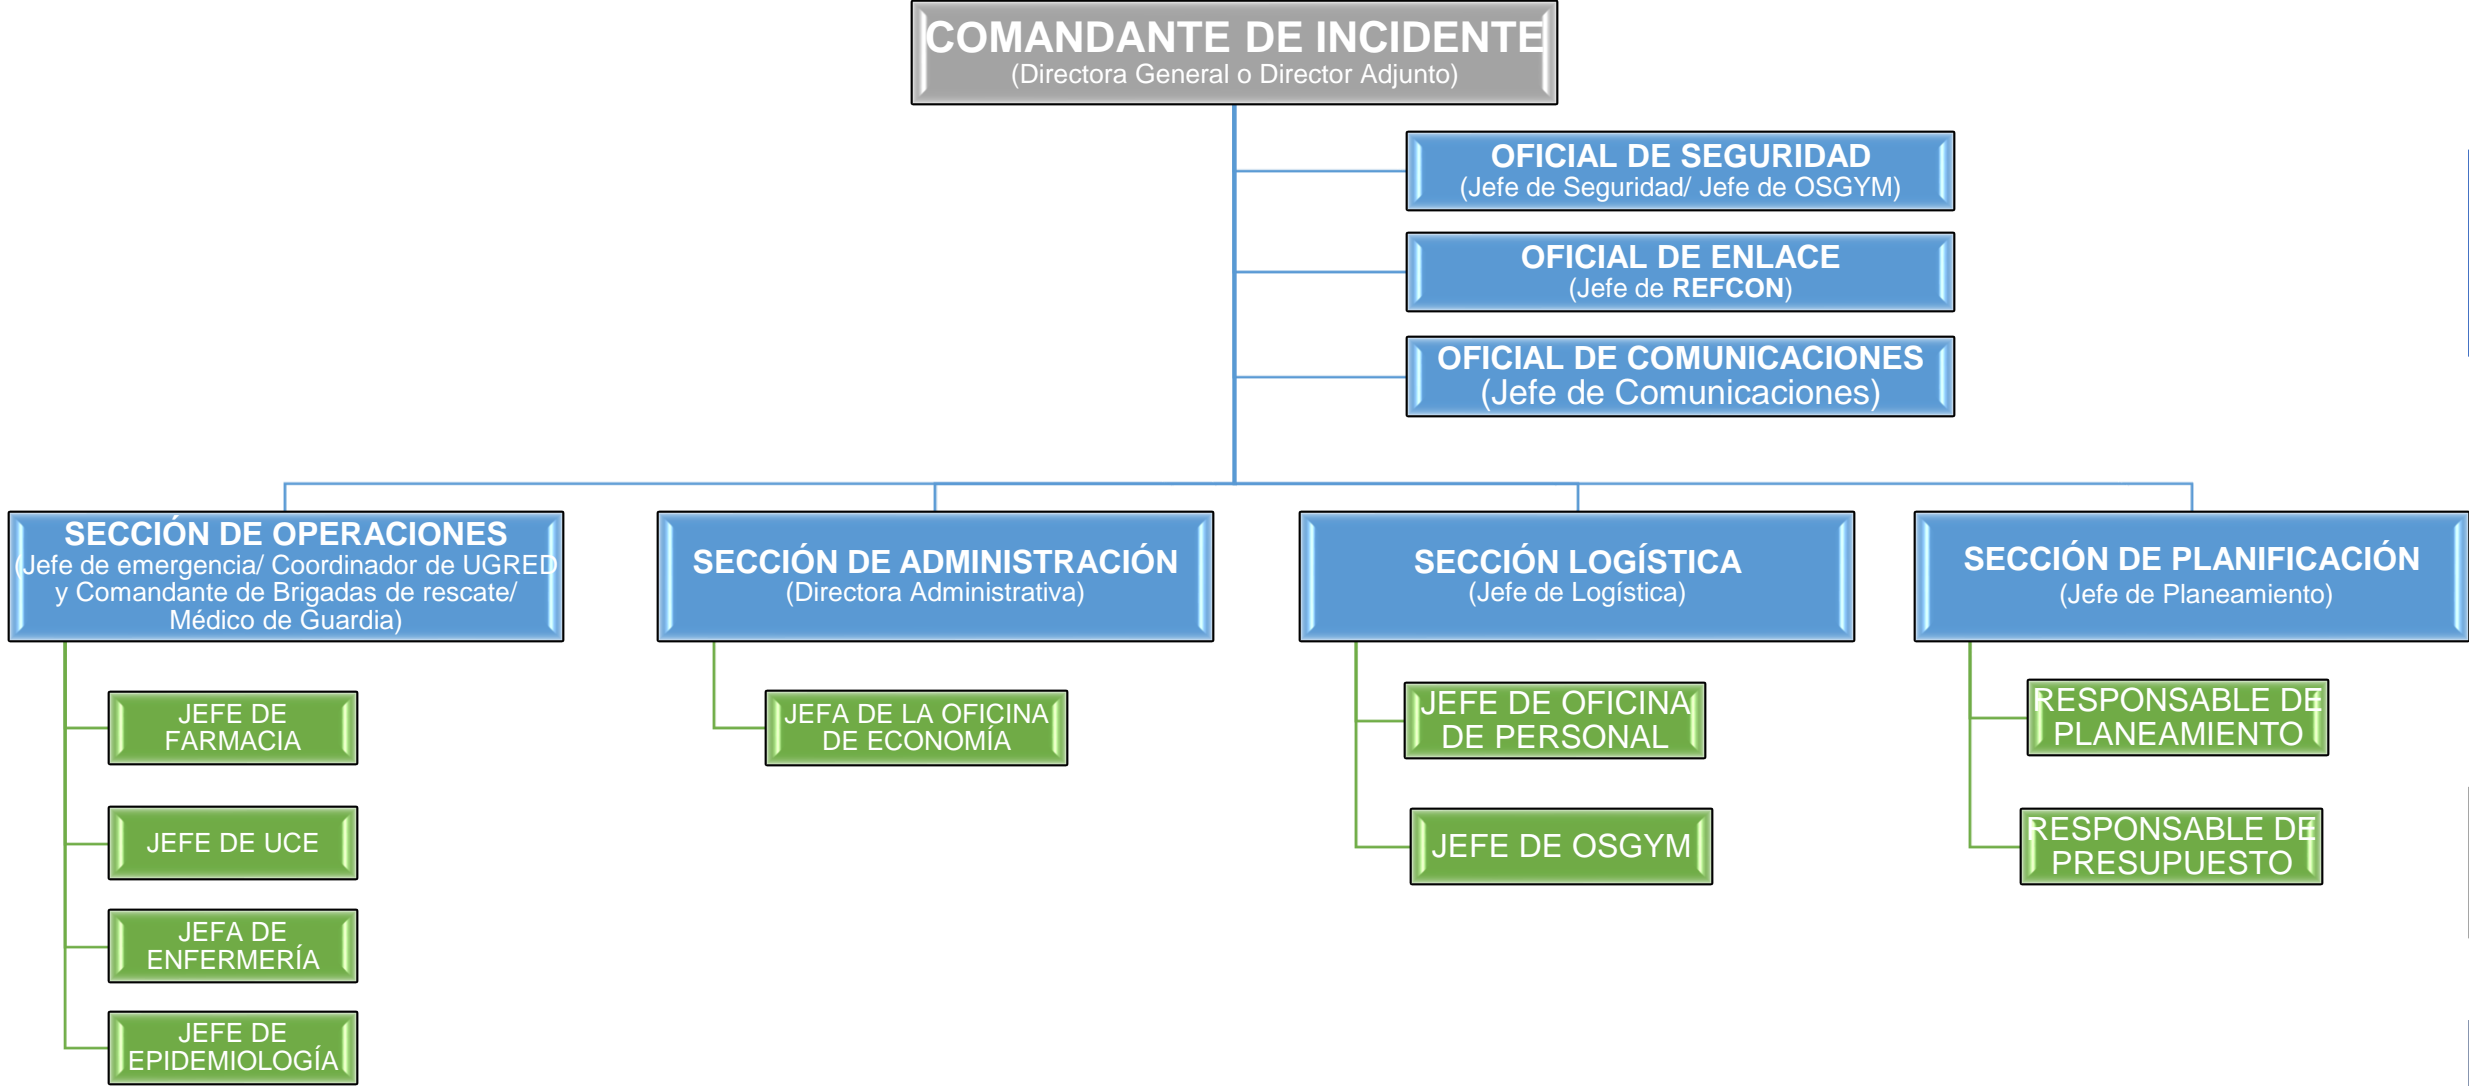 COMANDANTE DE INCIDENTE
(Directora General o Director Adjunto)
OFICIAL DE SEGURIDAD
(Jefe de Seguridad/ Jefe de OSGYM)
OFICIAL DE ENLACE
(Jefe de REFCON)
OFICIAL DE COMUNICACIONES
(Jefe de Comunicaciones)
SECCIÓN DE OPERACIONES
(Jefe de emergencia/ Coordinador de UGRED
y Comandante de Brigadas de rescate/
Médico de Guardia)
SECCIÓN DE ADMINISTRACIÓN
(Directora Administrativa)
SECCIÓN LOGÍSTICA
(Jefe de Logística)
SECCIÓN DE PLANIFICACIÓN
(Jefe de Planeamiento)
JEFE DE
FARMACIA
JEFE DE UCE
JEFA DE
ENFERMERÍA
JEFE DE
EPIDEMIOLOGÍA
JEFA DE LA OFICINA
DE ECONOMÍA
JEFE DE OFICINA
DE PERSONAL
JEFE DE OSGYM
RESPONSABLE DE
PLANEAMIENTO
RESPONSABLE DE
PRESUPUESTO